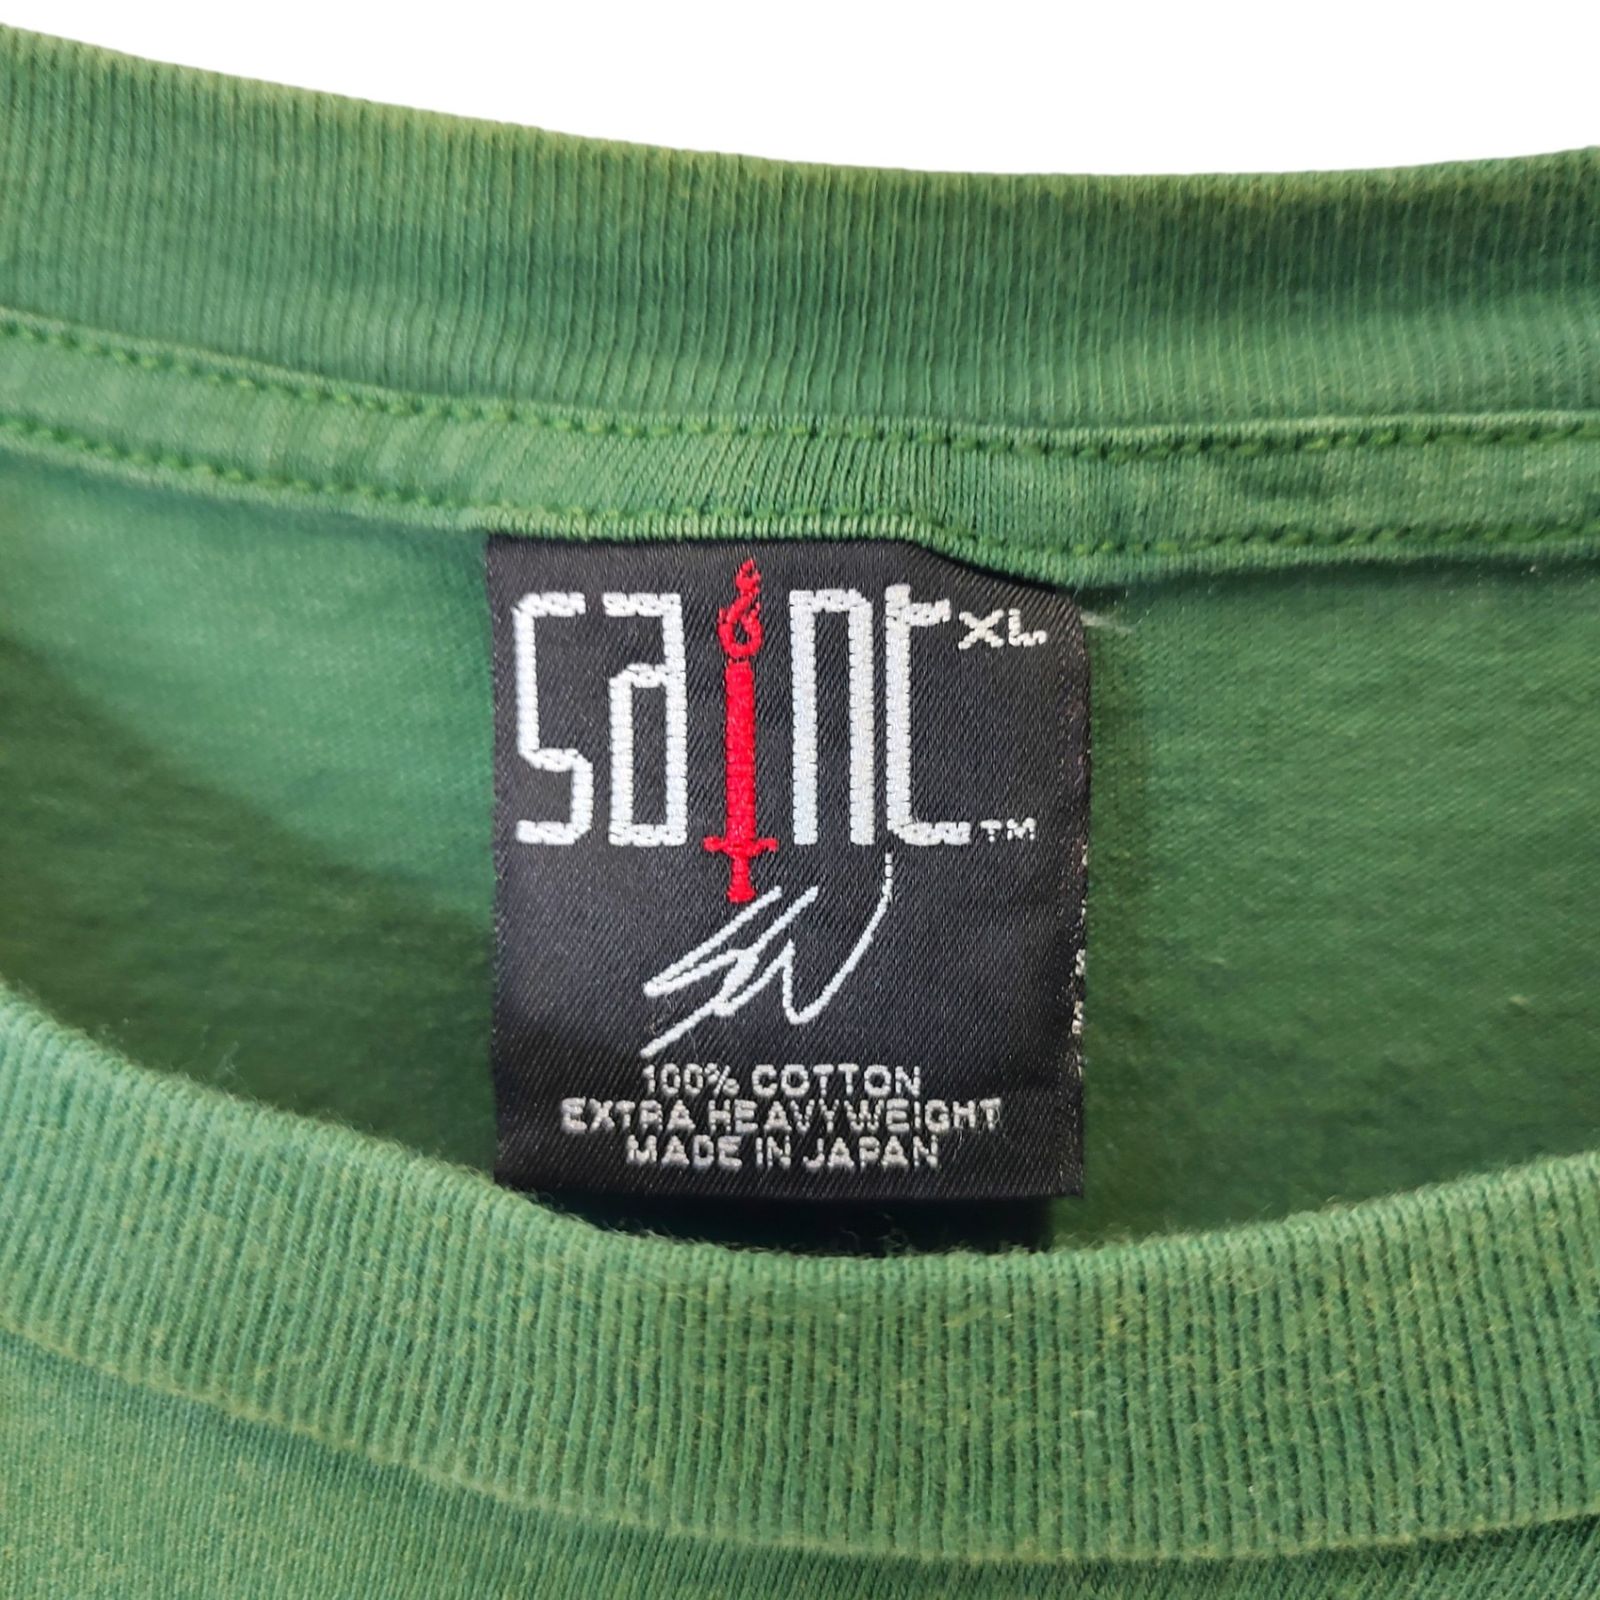 saint XL
TM
100% COTTON
EXTRA HEAVYWEIGHT
MADE IN JAPAN